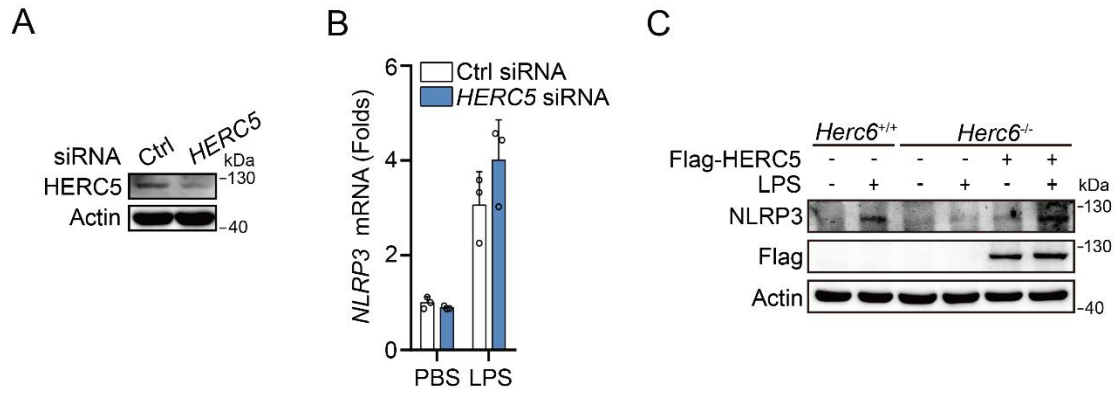 A
siRNA Ctrl HERC5
kDa
HERC5 -130
Actin
-40
B
NLRP3 mRNA (Folds)
6
4
2
0
Ctrl siRNA
HERC5 siRNA
PBS LPS
C
Herc6+/+ Herc6-/-
Flag-HERC5 - - - - + +
LPS - + - + - + kDa
NLRP3 -130
Flag -130
Actin
-40